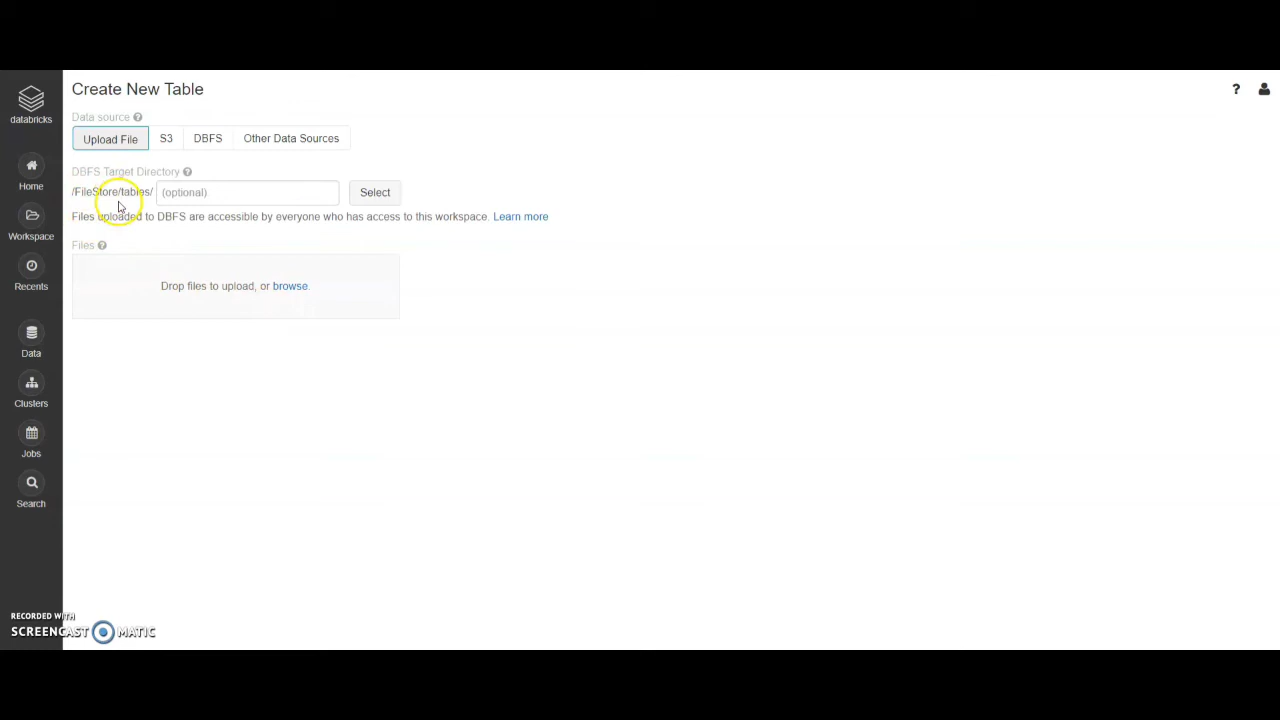 Create New Table
?
databricks
Data source ?
Upload File S3 DBFS Other Data Sources
DBFS Target Directory ?
/FileStore/tables/ (optional) Select
Files uploaded to DBFS are accessible by everyone who has access to this workspace. Learn more
Files ?
Drop files to upload, or browse.
Home
Workspace
Recents
Data
Clusters
Jobs
Search
RECORDED WITH
SCREENCAST MATIC